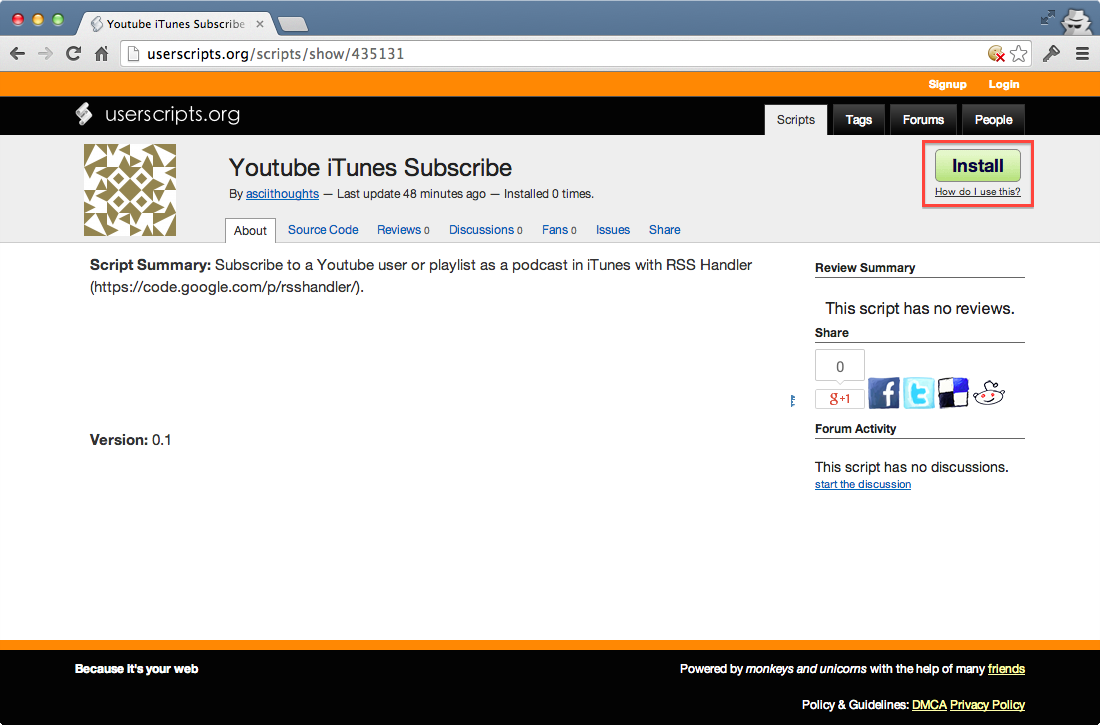 Youtube iTunes Subscribe
userscripts.org/scripts/show/435131
Signup Login
userscripts.org
Scripts Tags Forums People
Youtube iTunes Subscribe
By asciithoughts — Last update 48 minutes ago — Installed 0 times.
Install
How do I use this?
About Source Code Reviews 0 Discussions 0 Fans 0 Issues Share
Script Summary: Subscribe to a Youtube user or playlist as a podcast in iTunes with RSS Handler
(https://code.google.com/p/rsshandler/).
Version: 0.1
Review Summary
This script has no reviews.
Share
0
g+1
Forum Activity
This script has no discussions.
start the discussion
Because it's your web
Powered by monkeys and unicorns with the help of many friends
Policy & Guidelines: DMCA Privacy Policy